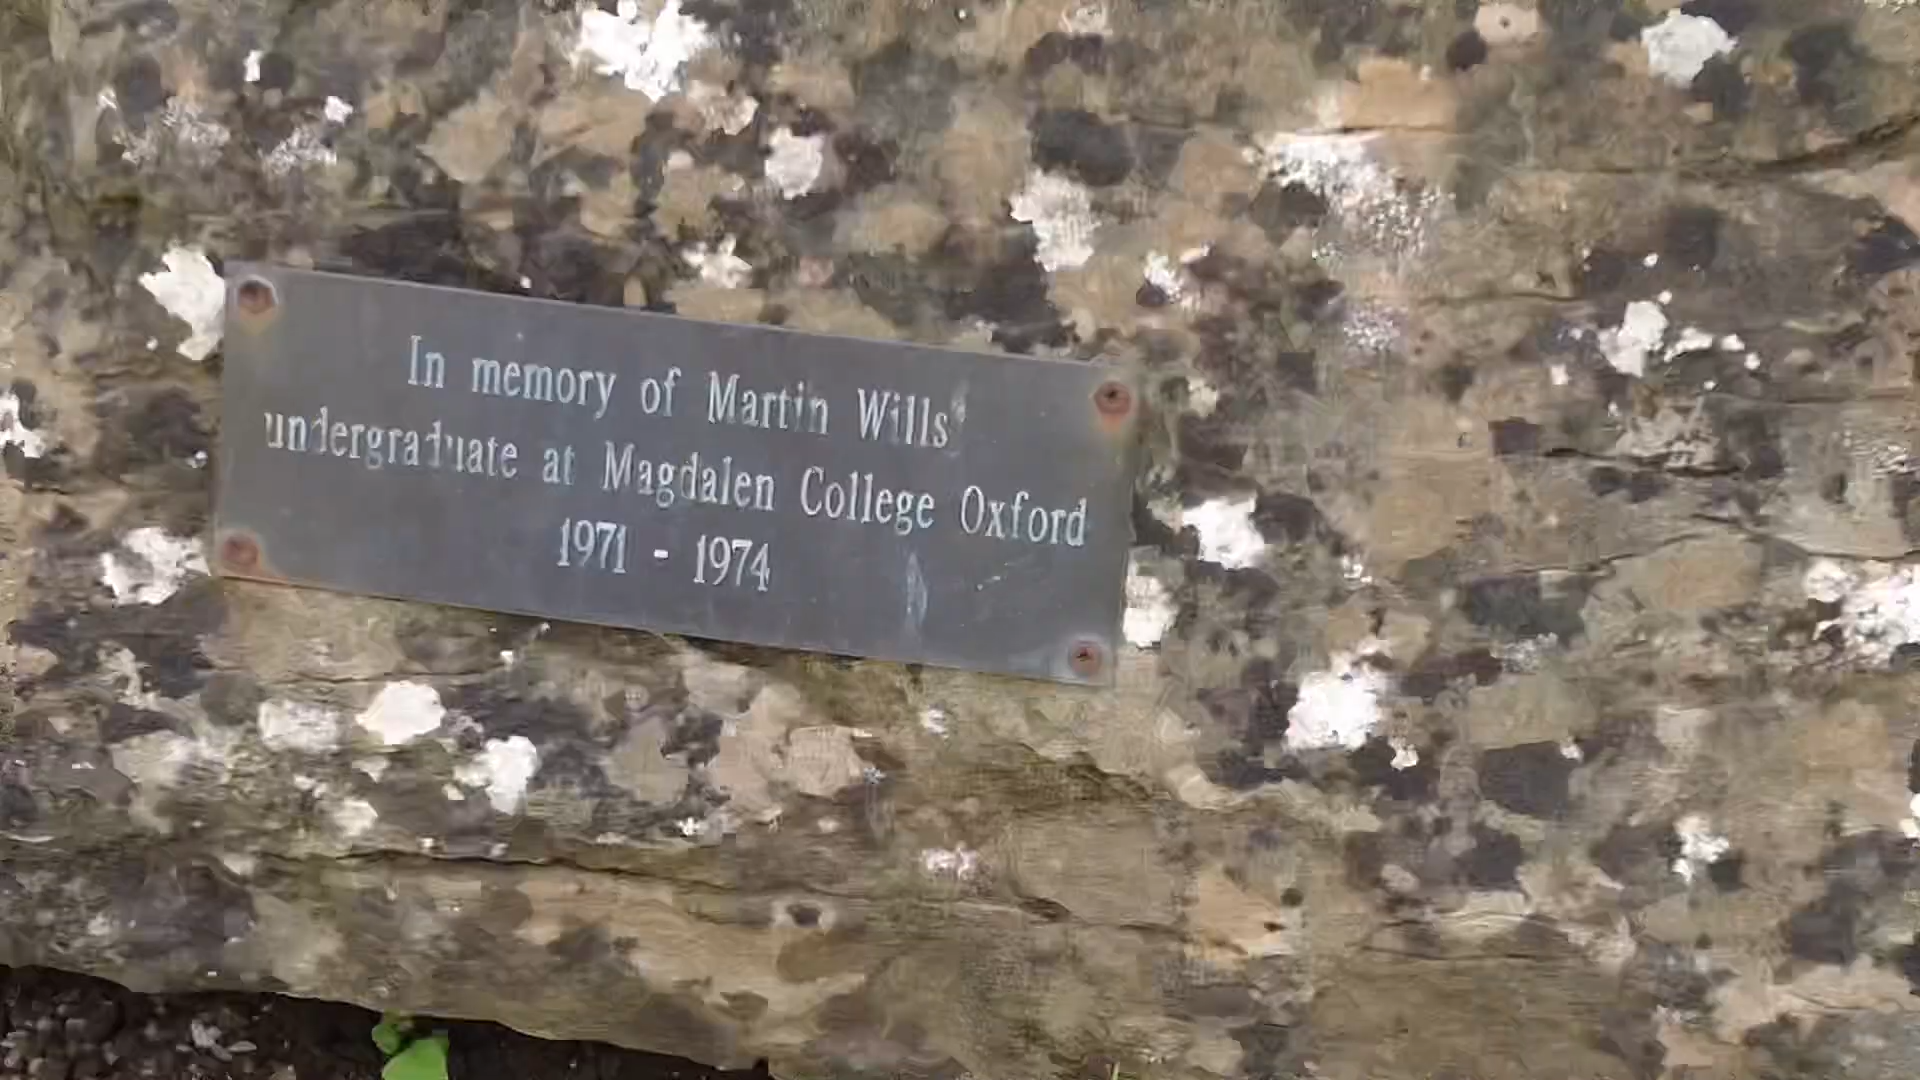 In memory of Martin Wills
undergraduate at Magdalen College Oxford
1971 - 1974